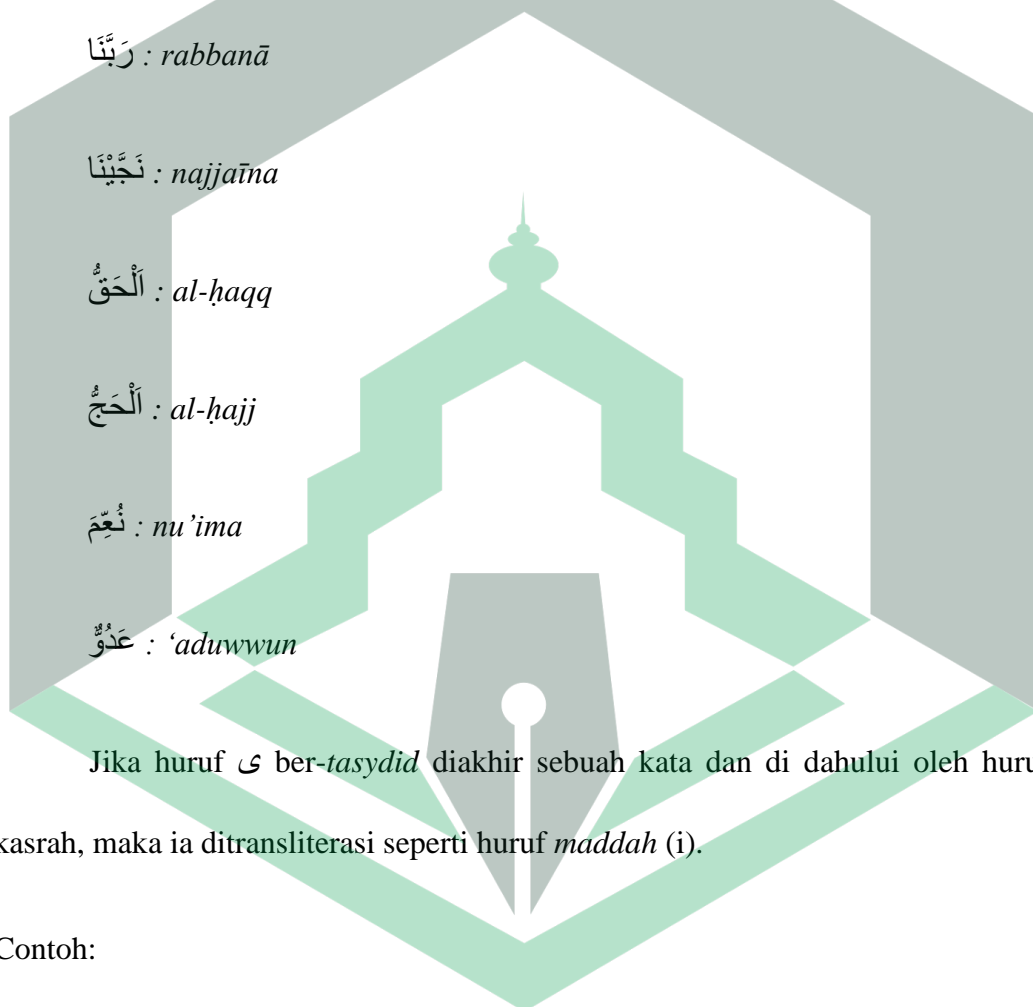 رَبَّنَا : rabbanā
نَجَّيْنَا : najjaīna
اَلْحَقُّ : al-ḥaqq
اَلْحَجُّ : al-ḥajj
نُعِّمَ : nu’ima
عَدُوٌّ : ‘aduwwun
Jika huruf ى ber-tasydid diakhir sebuah kata dan di dahului oleh huru
kasrah, maka ia ditransliterasi seperti huruf maddah (i).
Contoh: